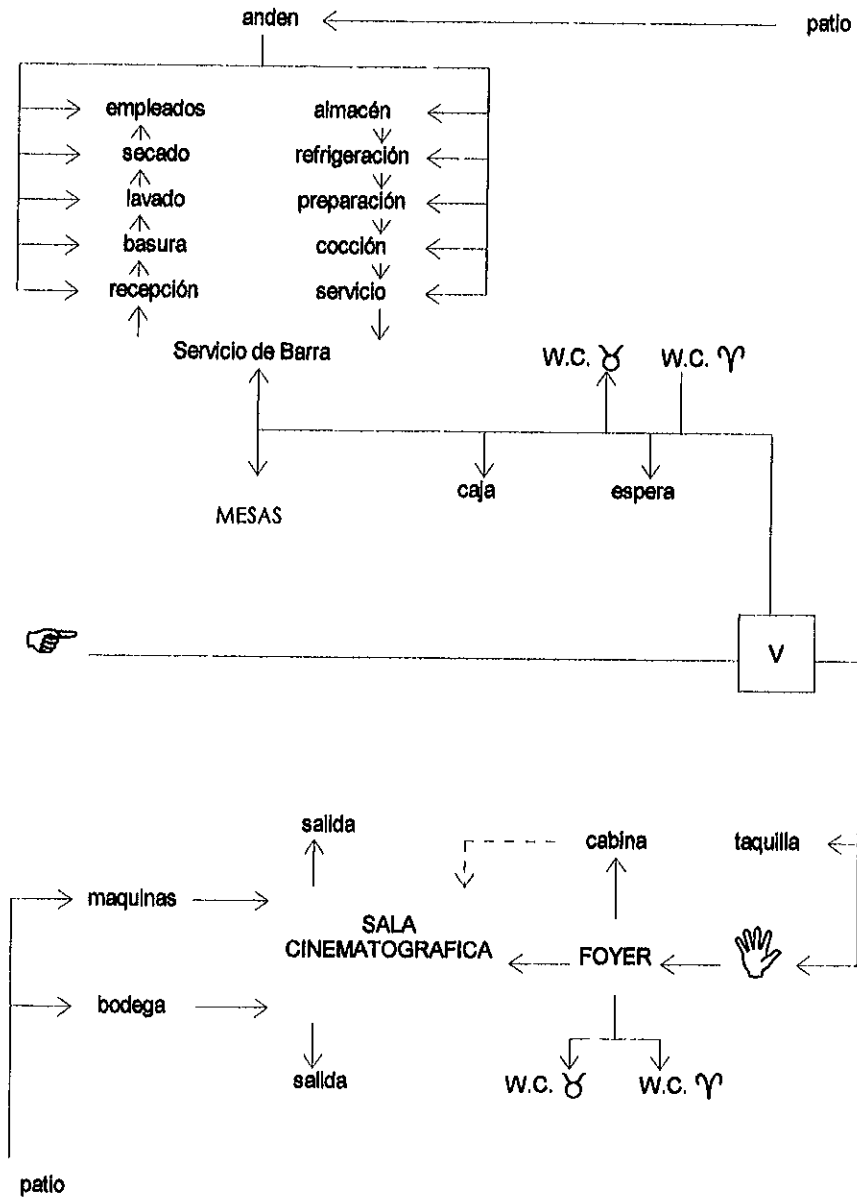 anden patio
empleados almacén
secado refrigeración
lavado preparación
basura cocción
recepción servicio
Servicio de Barra W.C. ♉ W.C. ♈
caja espera
MESAS
V
salida cabina taquilla
maquinas
SALA
CINEMATOGRAFICA FOYER
bodega
salida W.C. ♉ W.C. ♈
patio